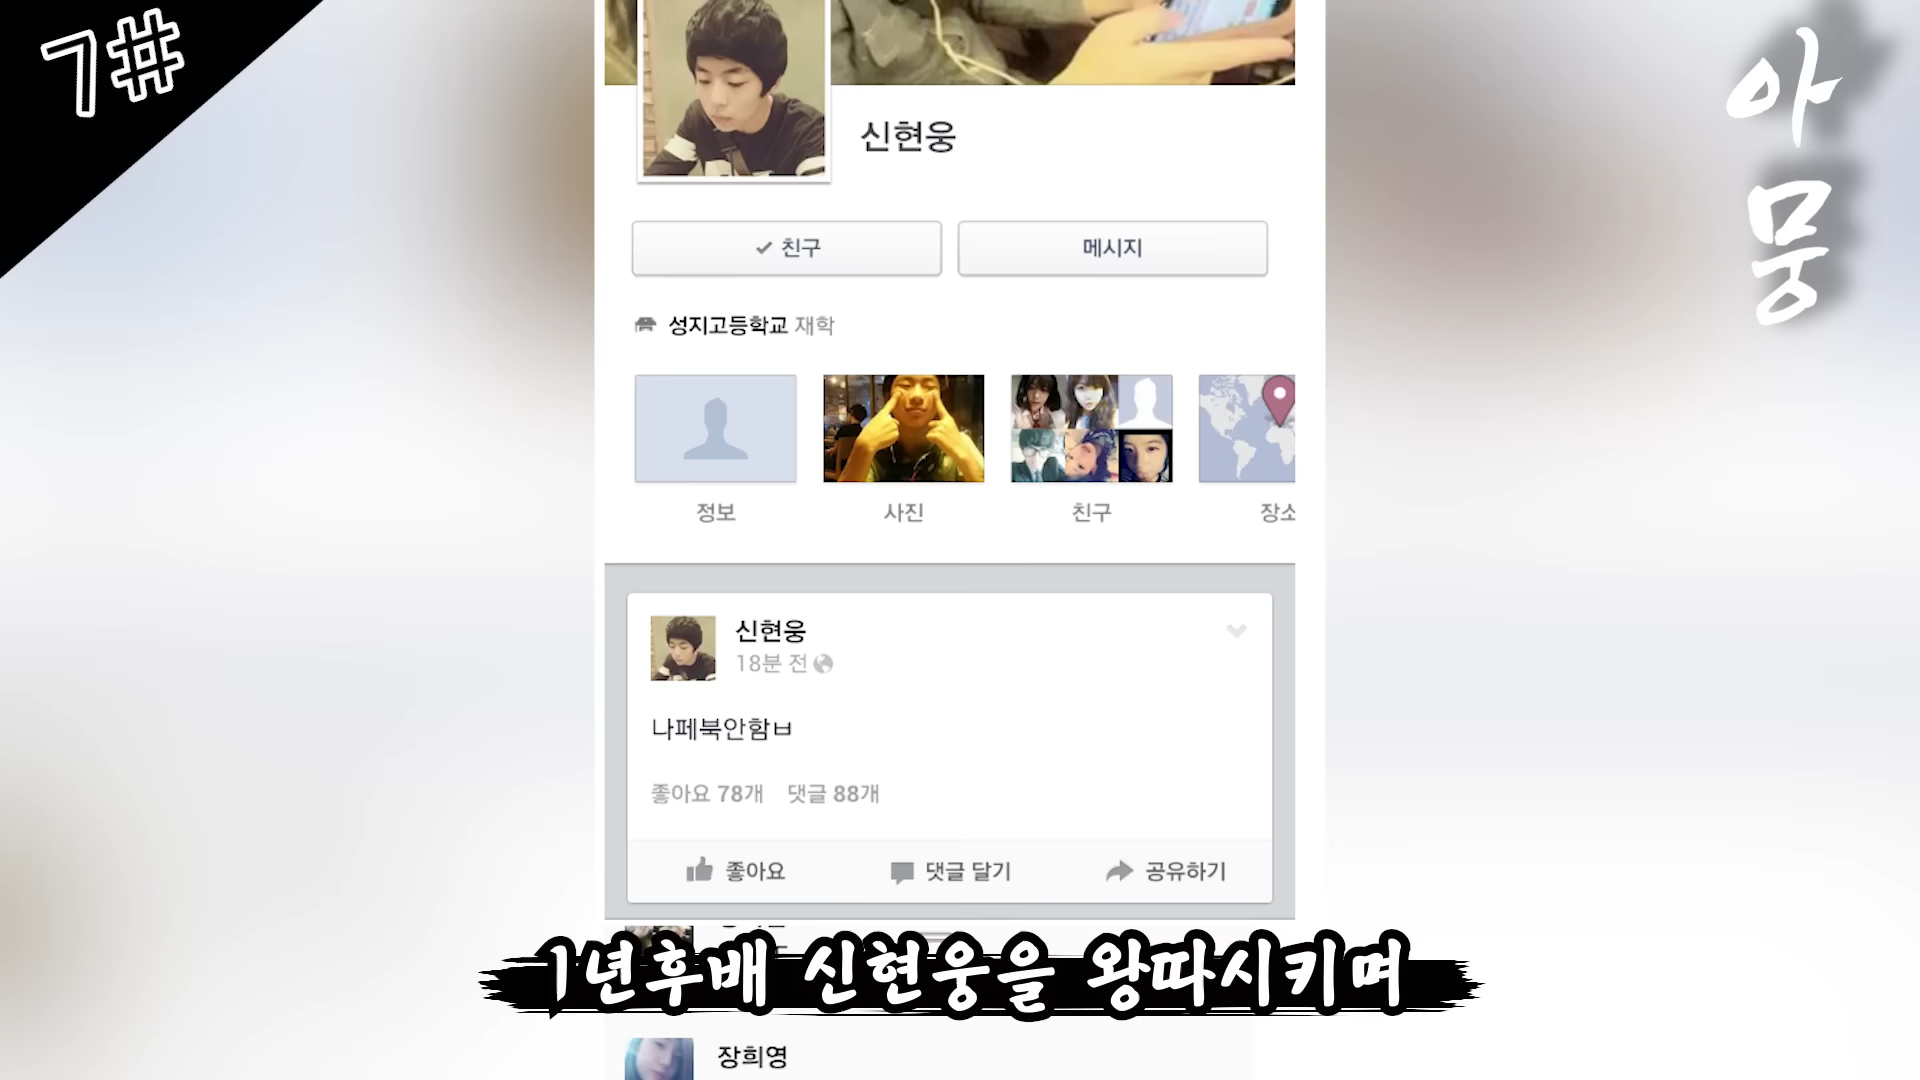 7#
아
뭉
신현웅
친구
메시지
성지고등학교 재학
정보
사진
친구
장소
신현웅
18분 전
나페북안함ㅂ
좋아요 78개 댓글 88개
좋아요
댓글 달기
공유하기
1년후배 신현웅을 왕따시키며
장희영